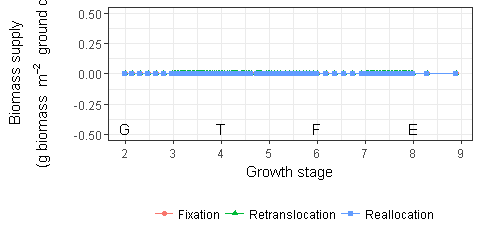 Biomass supply
(g biomass m⁻² ground
0.50
0.25
0.00
-0.25
-0.50
G T F E
2 3 4 5 6 7 8 9
Growth stage
Fixation Retranslocation Reallocation